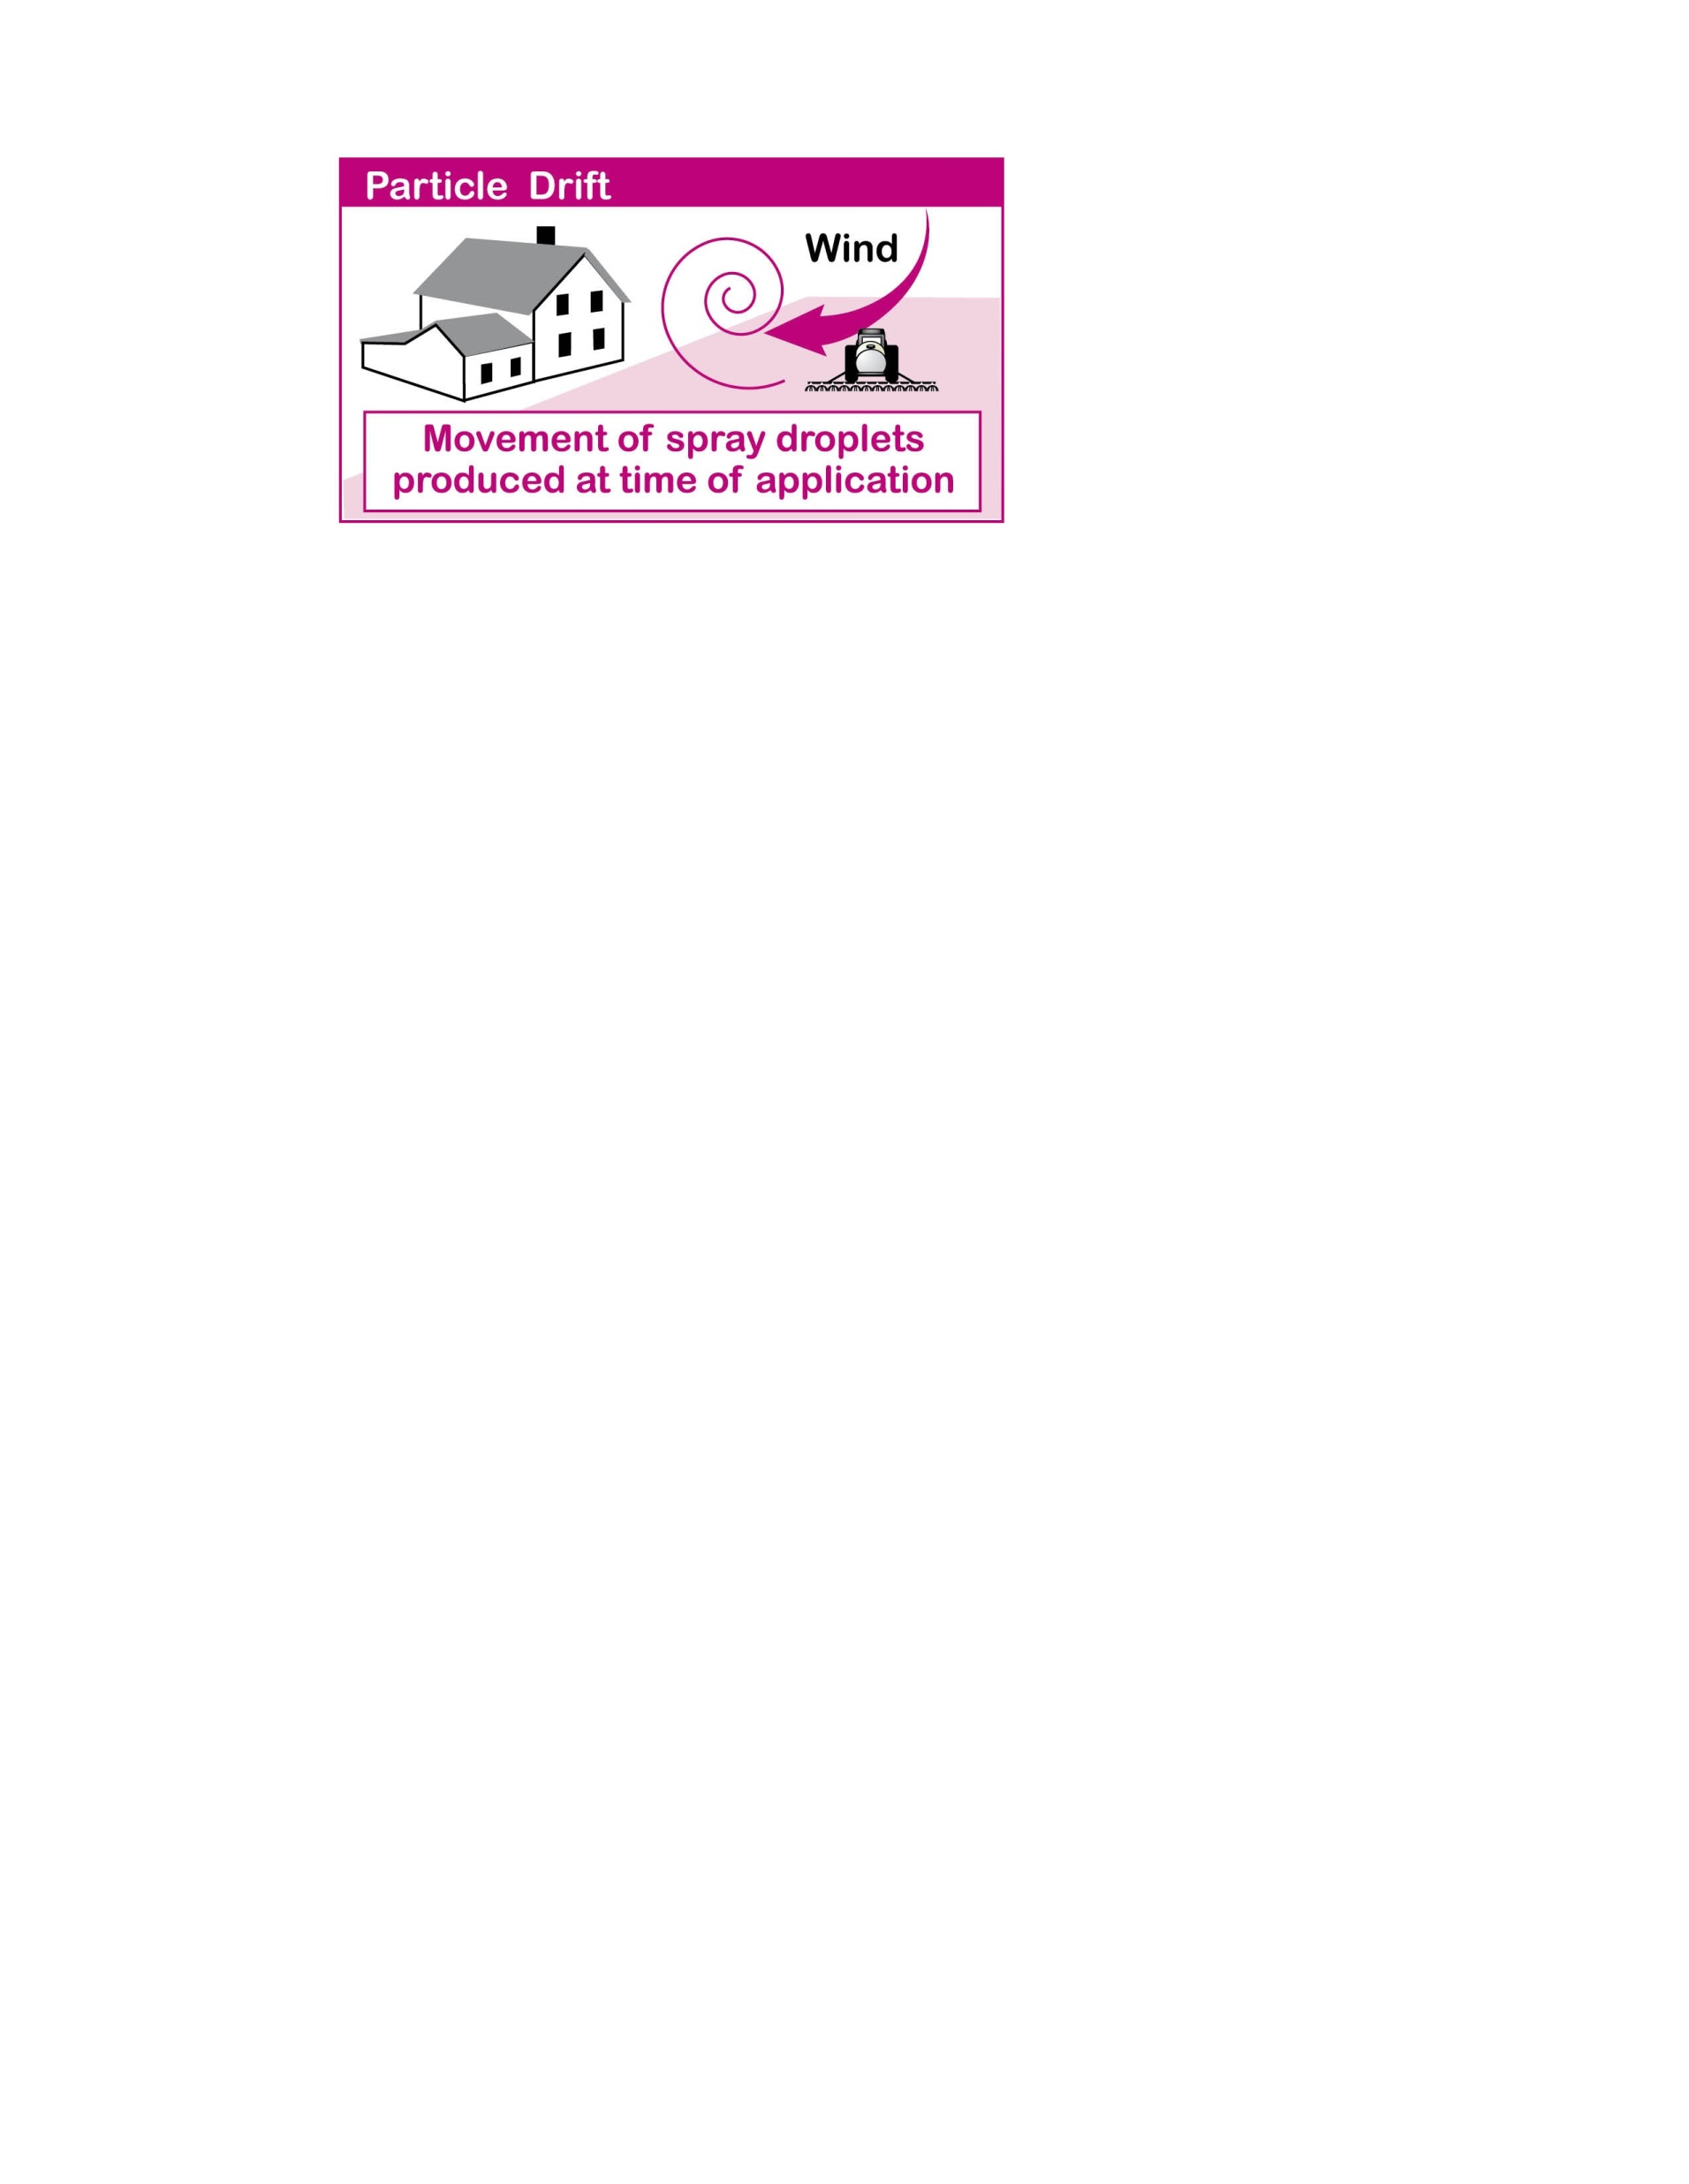 Particle Drift
Wind
Movement of spray droplets
produced at time of application